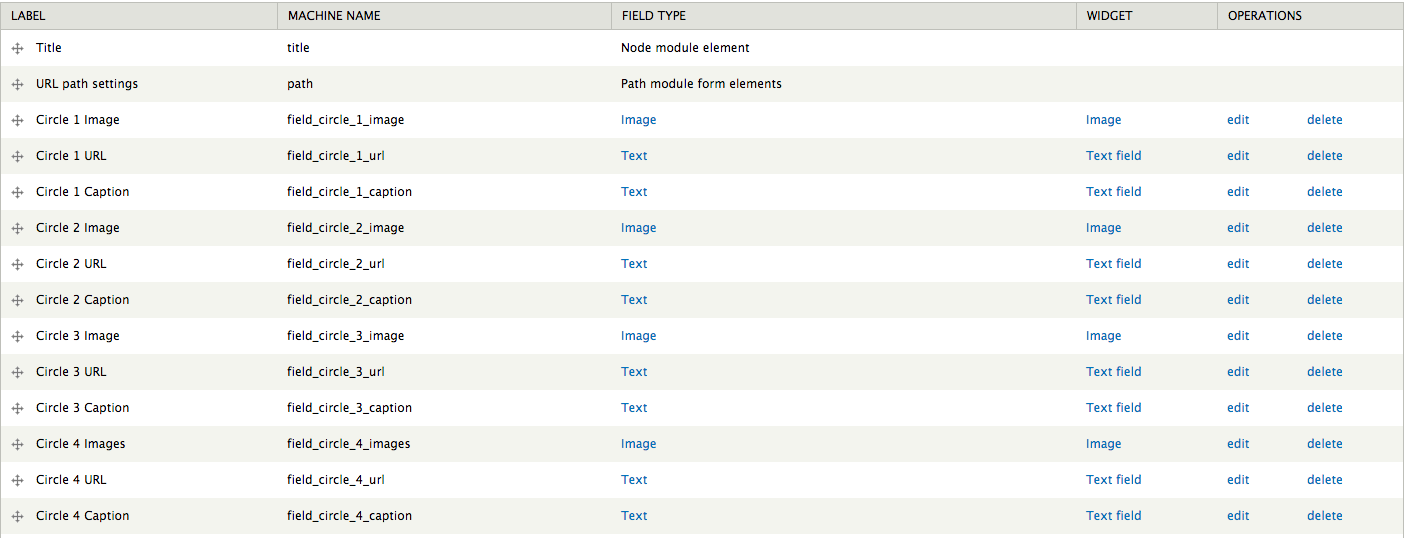 LABEL MACHINE NAME FIELD TYPE WIDGET OPERATIONS
Title title Node module element
URL path settings path Path module form elements
Circle 1 Image field_circle_1_image Image Image edit delete
Circle 1 URL field_circle_1_url Text Text field edit delete
Circle 1 Caption field_circle_1_caption Text Text field edit delete
Circle 2 Image field_circle_2_image Image Image edit delete
Circle 2 URL field_circle_2_url Text Text field edit delete
Circle 2 Caption field_circle_2_caption Text Text field edit delete
Circle 3 Image field_circle_3_image Image Image edit delete
Circle 3 URL field_circle_3_url Text Text field edit delete
Circle 3 Caption field_circle_3_caption Text Text field edit delete
Circle 4 Images field_circle_4_images Image Image edit delete
Circle 4 URL field_circle_4_url Text Text field edit delete
Circle 4 Caption field_circle_4_caption Text Text field edit delete